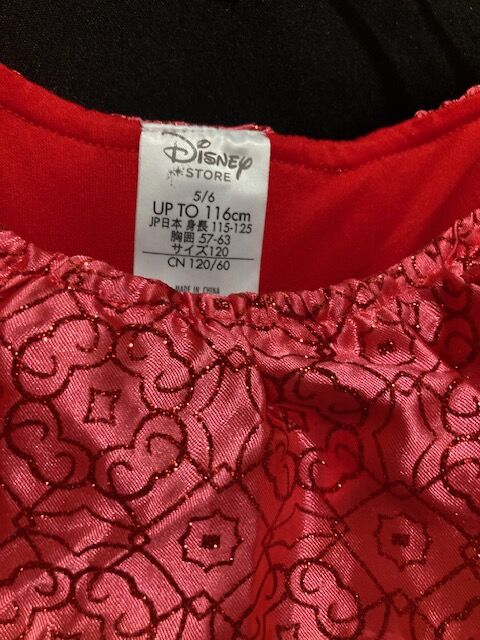 Disney
STORE
5/6
UP TO 116cm
JP日本 身長 115-125
胸囲 57-63
サイズ120
CN 120/60
MADE IN CHINA